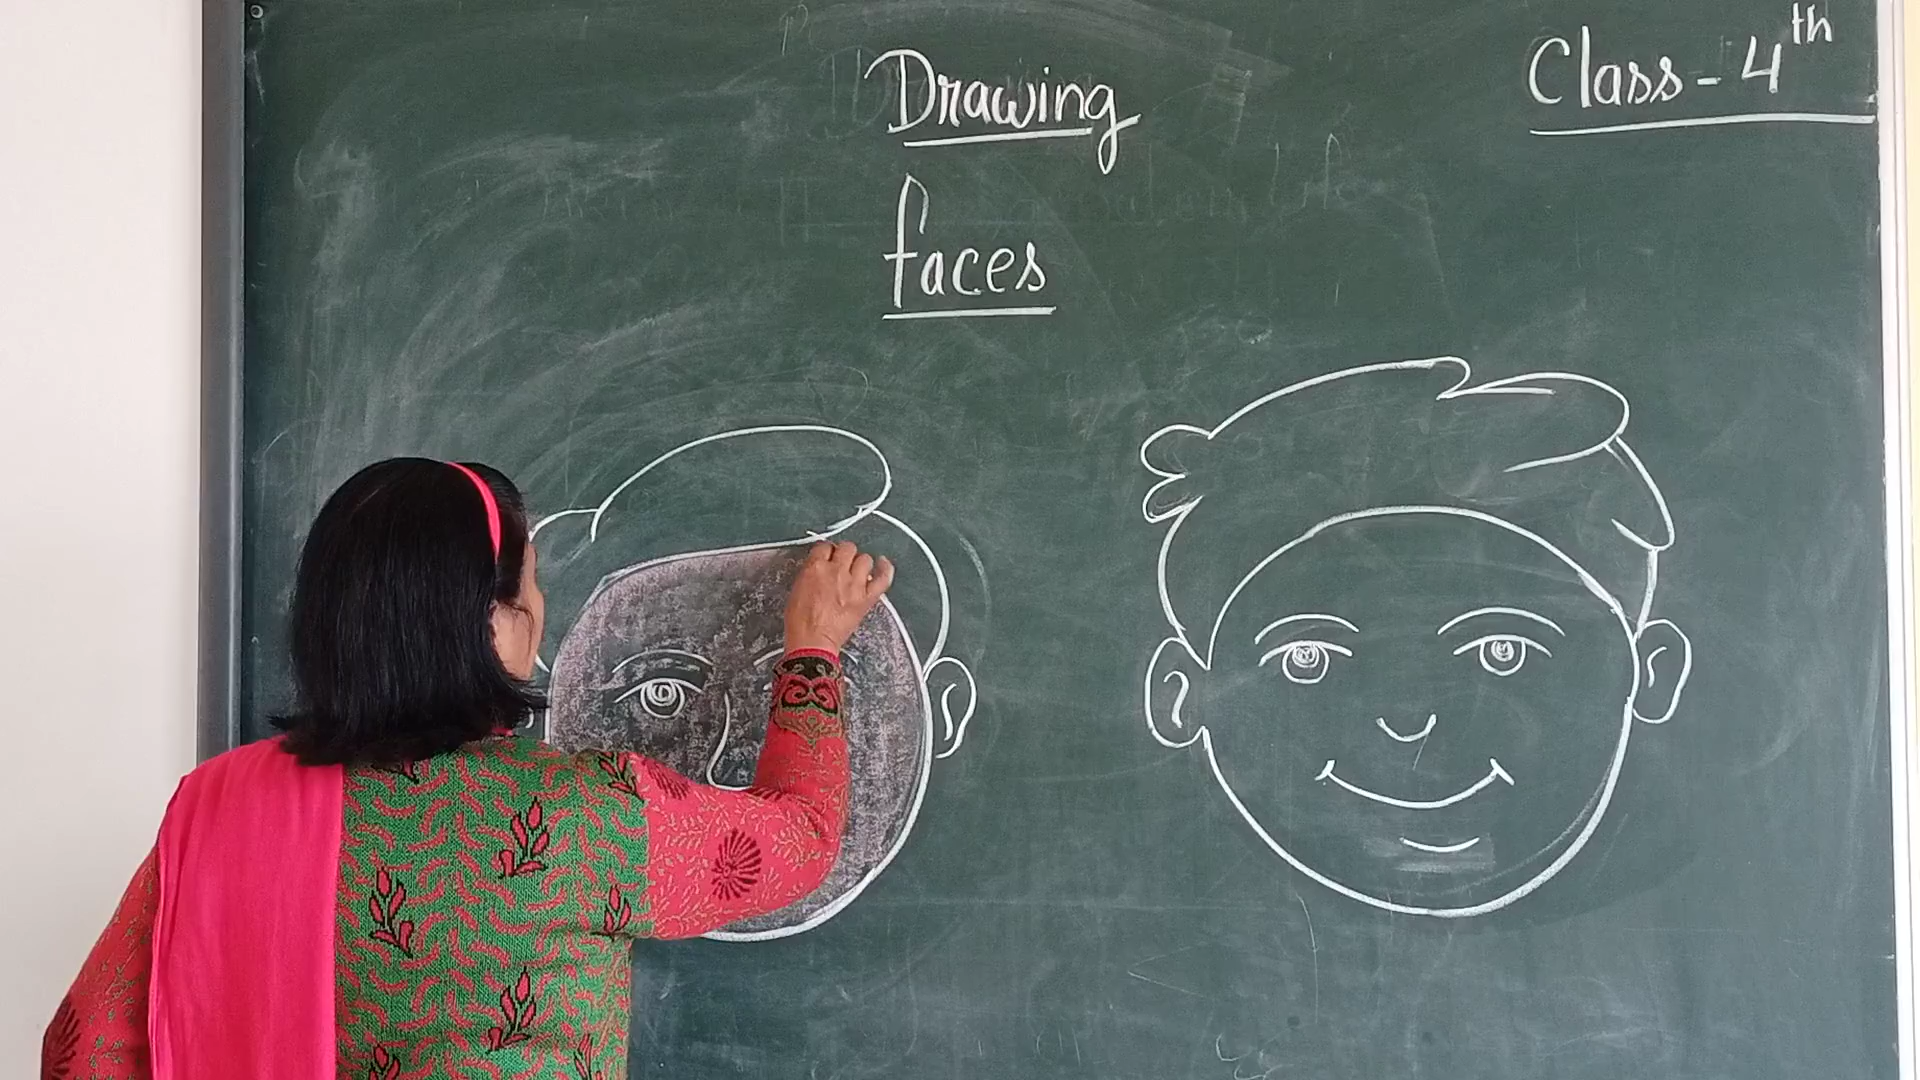 Class - 4th
Drawing
faces